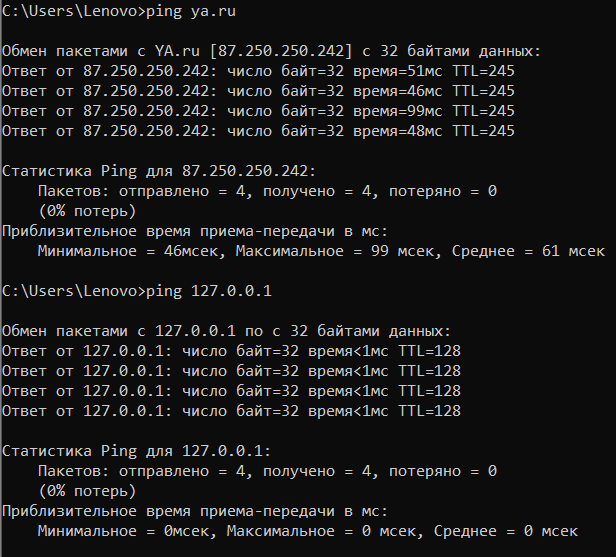 C:\Users\Lenovo>ping ya.ru
Обмен пакетами с YA.ru [87.250.250.242] с 32 байтами данных:
Ответ от 87.250.250.242: число байт=32 время=51мс TTL=245
Ответ от 87.250.250.242: число байт=32 время=46мс TTL=245
Ответ от 87.250.250.242: число байт=32 время=99мс TTL=245
Ответ от 87.250.250.242: число байт=32 время=48мс TTL=245
Статистика Ping для 87.250.250.242:
Пакетов: отправлено = 4, получено = 4, потеряно = 0
(0% потерь)
Приблизительное время приема-передачи в мс:
Минимальное = 46мсек, Максимальное = 99 мсек, Среднее = 61 мсек
C:\Users\Lenovo>ping 127.0.0.1
Обмен пакетами с 127.0.0.1 по с 32 байтами данных:
Ответ от 127.0.0.1: число байт=32 время<1мс TTL=128
Ответ от 127.0.0.1: число байт=32 время<1мс TTL=128
Ответ от 127.0.0.1: число байт=32 время<1мс TTL=128
Ответ от 127.0.0.1: число байт=32 время<1мс TTL=128
Статистика Ping для 127.0.0.1:
Пакетов: отправлено = 4, получено = 4, потеряно = 0
(0% потерь)
Приблизительное время приема-передачи в мс:
Минимальное = 0мсек, Максимальное = 0 мсек, Среднее = 0 мсек